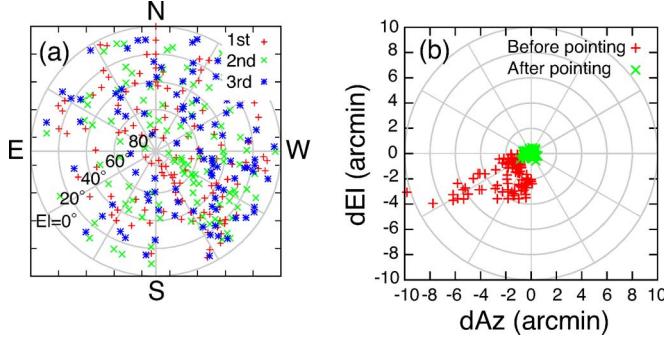 N
(a)
1st
2nd
3rd
E
W
80
60°
40°
20°
El=0°
S
(b)
Before pointing
After pointing
dEl (arcmin)
10
8
6
4
2
0
-2
-4
-6
-8
-10
-10 -8 -6 -4 -2 0 2 4 6 8 10
dAz (arcmin)